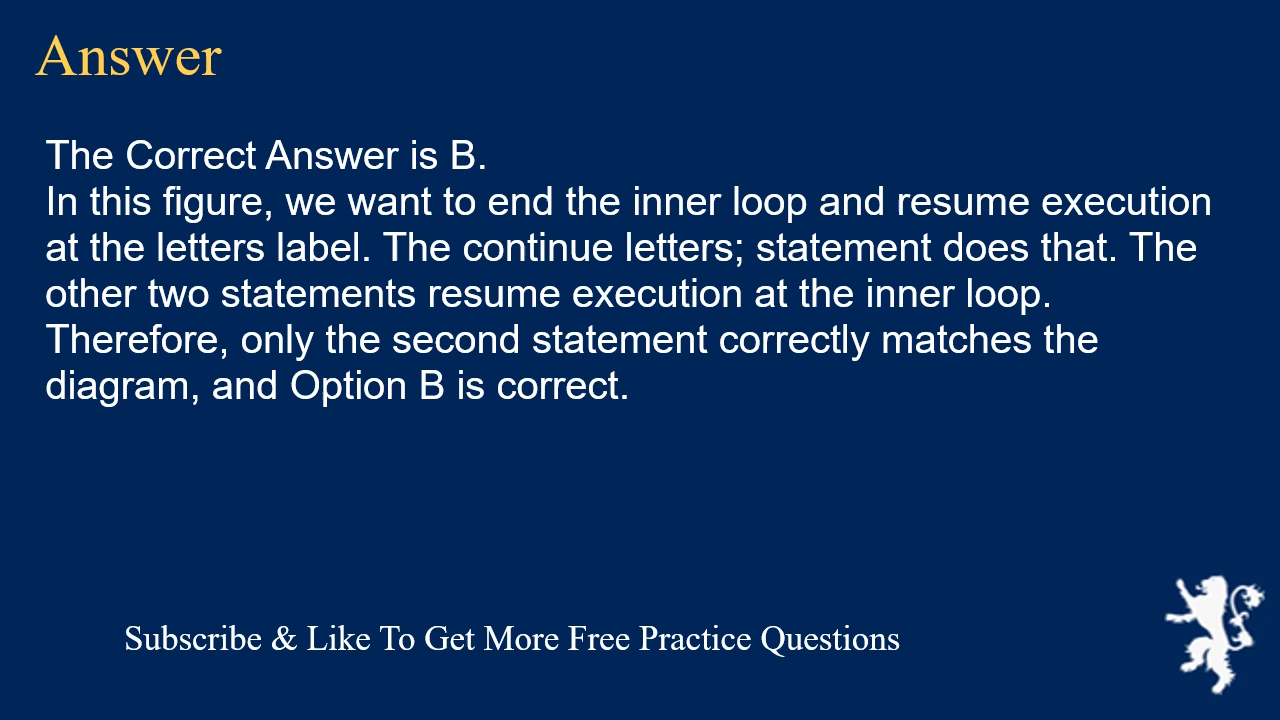 Answer
The Correct Answer is B.
In this figure, we want to end the inner loop and resume execution
at the letters label. The continue letters; statement does that. The
other two statements resume execution at the inner loop.
Therefore, only the second statement correctly matches the
diagram, and Option B is correct.
Subscribe & Like To Get More Free Practice Questions